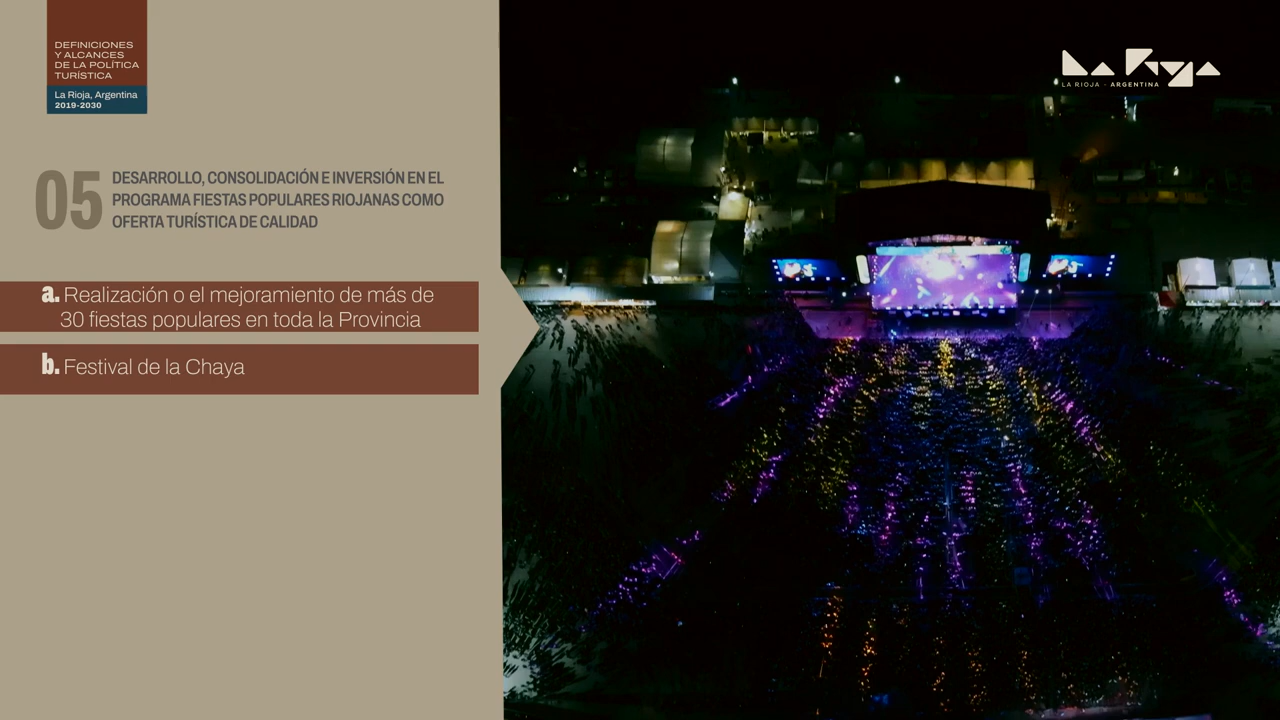 DEFINICIONES
Y ALCANCES
DE LA POLÍTICA
TURÍSTICA
La Rioja, Argentina
2019-2030
La Rioja
LA RIOJA · ARGENTINA
05
DESARROLLO, CONSOLIDACIÓN E INVERSIÓN EN EL
PROGRAMA FIESTAS POPULARES RIOJANAS COMO
OFERTA TURÍSTICA DE CALIDAD
a. Realización o el mejoramiento de más de
30 fiestas populares en toda la Provincia
b. Festival de la Chaya